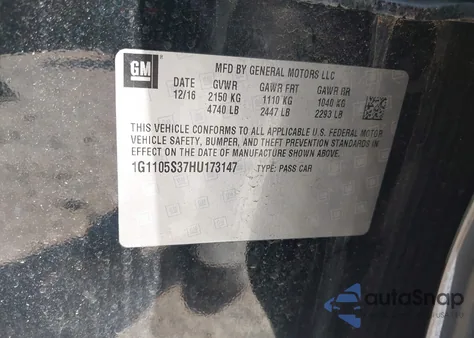 GM
MFD BY GENERAL MOTORS LLC
DATE GVWR GAWR FRT GAWR RR
12/16 2150 KG 1110 KG 1040 KG
4740 LB 2447 LB 2293 LB
THIS VEHICLE CONFORMS TO ALL APPLICABLE U.S. FEDERAL MOTOR
VEHICLE SAFETY, BUMPER, AND THEFT PREVENTION STANDARDS
IN EFFECT ON THE DATE OF MANUFACTURE SHOWN ABOVE.
1G1105S37HU173147 TYPE: PASS CAR
autoSnap